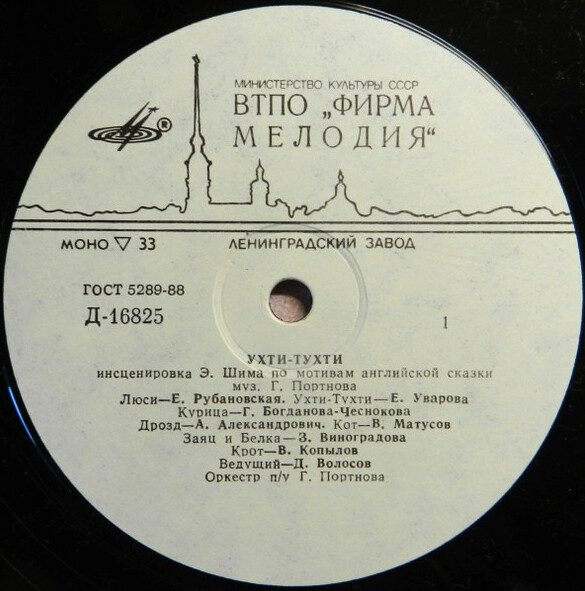 МИНИСТЕРСТВО КУЛЬТУРЫ СССР
ВТПО „ФИРМА
МЕЛОДИЯ“
®
МОНО ▽ 33 ЛЕНИНГРАДСКИЙ ЗАВОД
ГОСТ 5289-88
Д-16825
1
УХТИ-ТУХТИ
инсценировка Э. Шима по мотивам английской сказки
муз. Г. Портнова
Люси—Е. Рубановская. Ухти-Тухти—Е. Уварова
Курица—Г. Богданова-Чеснокова
Дрозд—А. Александрович. Кот—В. Матусов
Заяц и Белка—З. Виноградова
Крот—В. Копылов
Ведущий—Д. Волосов
Оркестр п/у Г. Портнова